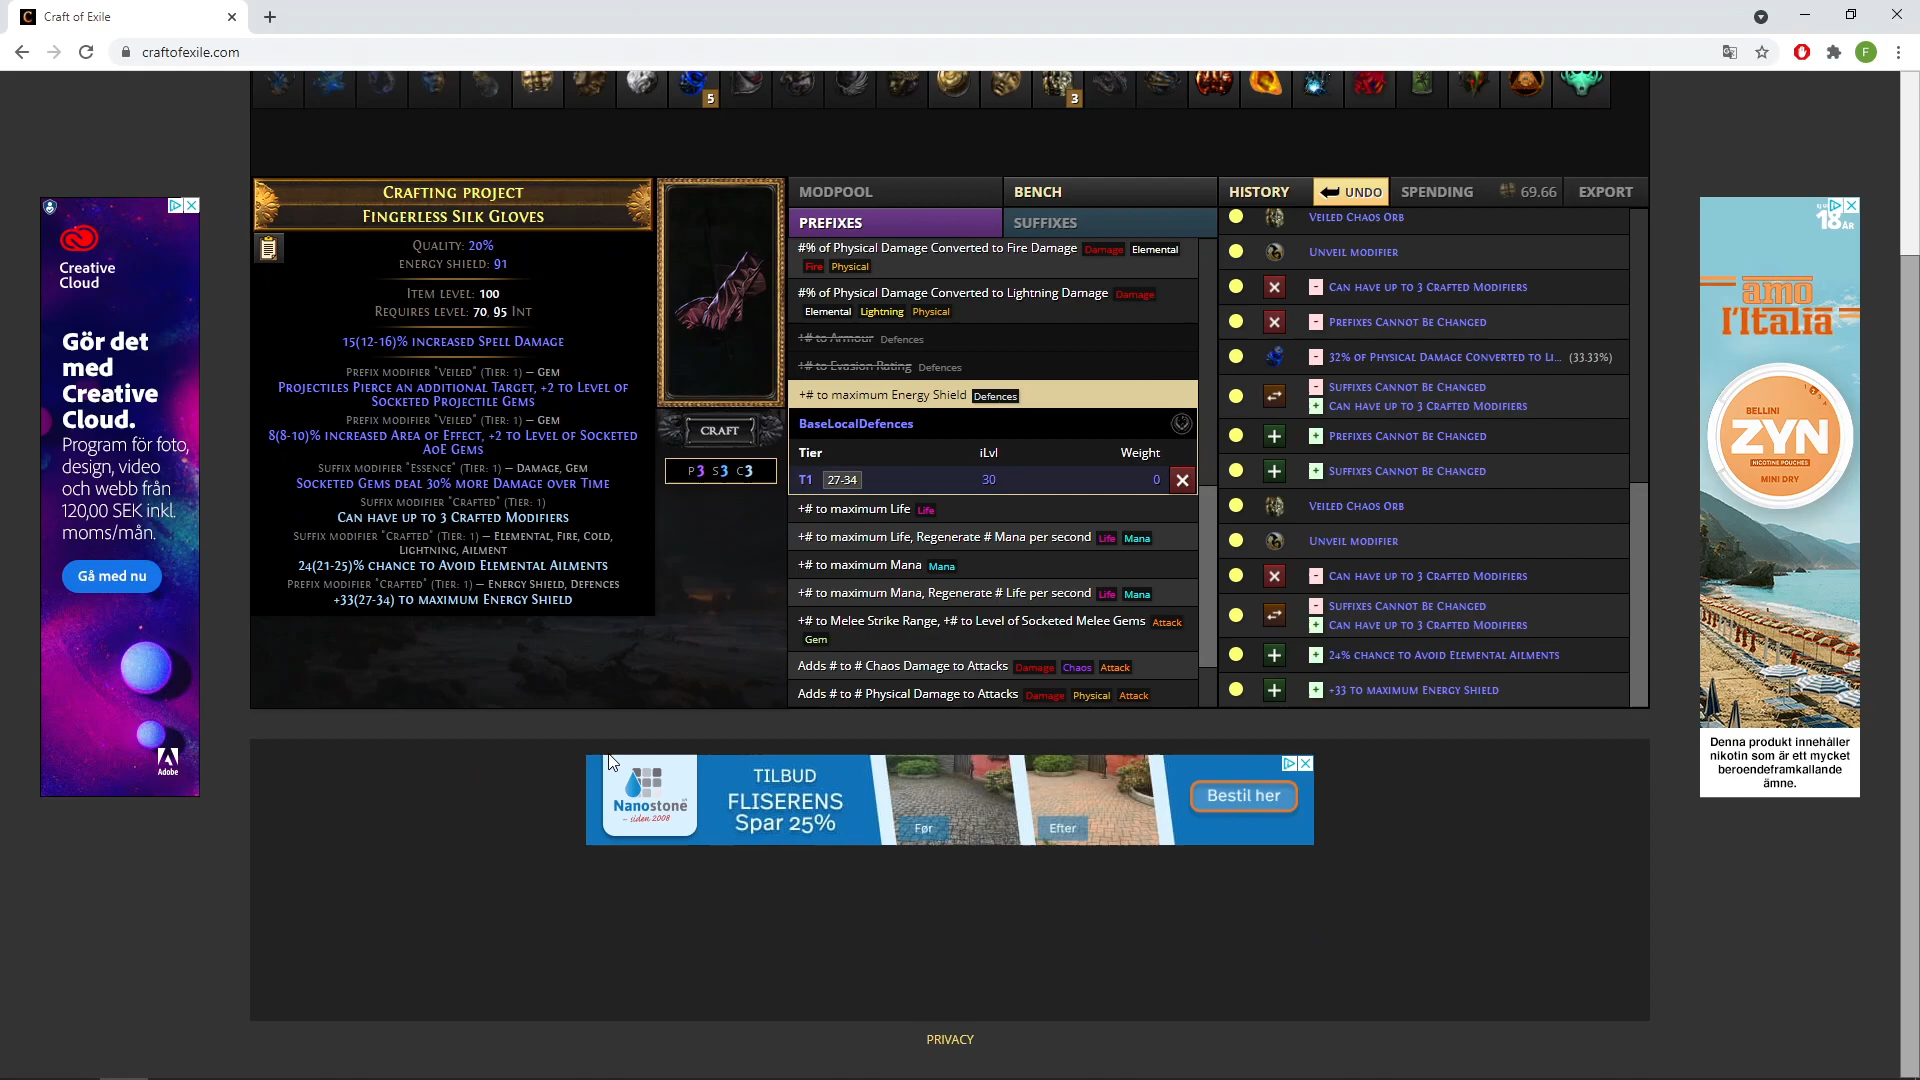 Craft of Exile
craftofexile.com
F
5
3
CRAFTING PROJECT
FINGERLESS SILK GLOVES
QUALITY: 20%
ENERGY SHIELD: 91
ITEM LEVEL: 100
REQUIRES LEVEL: 70, 95 INT
15(12-16)% INCREASED SPELL DAMAGE
PREFIX MODIFIER "VEILED" (TIER: 1) — GEM
PROJECTILES PIERCE AN ADDITIONAL TARGET, +2 TO LEVEL OF
SOCKETED PROJECTILE GEMS
PREFIX MODIFIER "VEILED" (TIER: 1) — GEM
8(8-10)% INCREASED AREA OF EFFECT, +2 TO LEVEL OF SOCKETED
AOE GEMS
SUFFIX MODIFIER "ESSENCE" (TIER: 1) — DAMAGE, GEM
SOCKETED GEMS DEAL 30% MORE DAMAGE OVER TIME
SUFFIX MODIFIER "CRAFTED" (TIER: 1)
CAN HAVE UP TO 3 CRAFTED MODIFIERS
SUFFIX MODIFIER "CRAFTED" (TIER: 1) — ELEMENTAL, FIRE, COLD,
LIGHTNING, AILMENT
24(21-25)% CHANCE TO AVOID ELEMENTAL AILMENTS
PREFIX MODIFIER "CRAFTED" (TIER: 1) — ENERGY SHIELD, DEFENCES
+33(27-34) TO MAXIMUM ENERGY SHIELD
CRAFT
P3 S3 C3
MODPOOL
BENCH
PREFIXES
SUFFIXES
#% of Physical Damage Converted to Fire Damage Damage Elemental
Fire Physical
#% of Physical Damage Converted to Lightning Damage Damage
Elemental Lightning Physical
+# to Armour Defences
+# to Evasion Rating Defences
+# to maximum Energy Shield Defences
BaseLocalDefences
Tier iLvl Weight
T1 27-34 30 0
+# to maximum Life Life
+# to maximum Life, Regenerate # Mana per second Life Mana
+# to maximum Mana Mana
+# to maximum Mana, Regenerate # Life per second Life Mana
+# to Melee Strike Range, +# to Level of Socketed Melee Gems Attack
Gem
Adds # to # Chaos Damage to Attacks Damage Chaos Attack
Adds # to # Physical Damage to Attacks Damage Physical Attack
HISTORY
UNDO
SPENDING
69.66
EXPORT
VEILED CHAOS ORB
UNVEIL MODIFIER
- CAN HAVE UP TO 3 CRAFTED MODIFIERS
- PREFIXES CANNOT BE CHANGED
- 32% OF PHYSICAL DAMAGE CONVERTED TO LI... (33.33%)
- SUFFIXES CANNOT BE CHANGED
+ CAN HAVE UP TO 3 CRAFTED MODIFIERS
+ PREFIXES CANNOT BE CHANGED
+ SUFFIXES CANNOT BE CHANGED
VEILED CHAOS ORB
UNVEIL MODIFIER
- CAN HAVE UP TO 3 CRAFTED MODIFIERS
- SUFFIXES CANNOT BE CHANGED
+ CAN HAVE UP TO 3 CRAFTED MODIFIERS
+ 24% CHANCE TO AVOID ELEMENTAL AILMENTS
+ +33 TO MAXIMUM ENERGY SHIELD
Creative
Cloud
Gör det
med
Creative
Cloud.
Program för foto,
design, video
och webb från
120,00 SEK inkl.
moms/mån.
Gå med nu
Adobe
18
ÅR
amo
l'Italia
BELLINI
ZYN
NICOTINE POUCHES
MINI DRY
Denna produkt innehåller
nikotin som är ett mycket
beroendeframkallande
ämne.
Nanostone
~ siden 2008
TILBUD
FLISERENS
Spar 25%
Før
Efter
Bestil her
PRIVACY